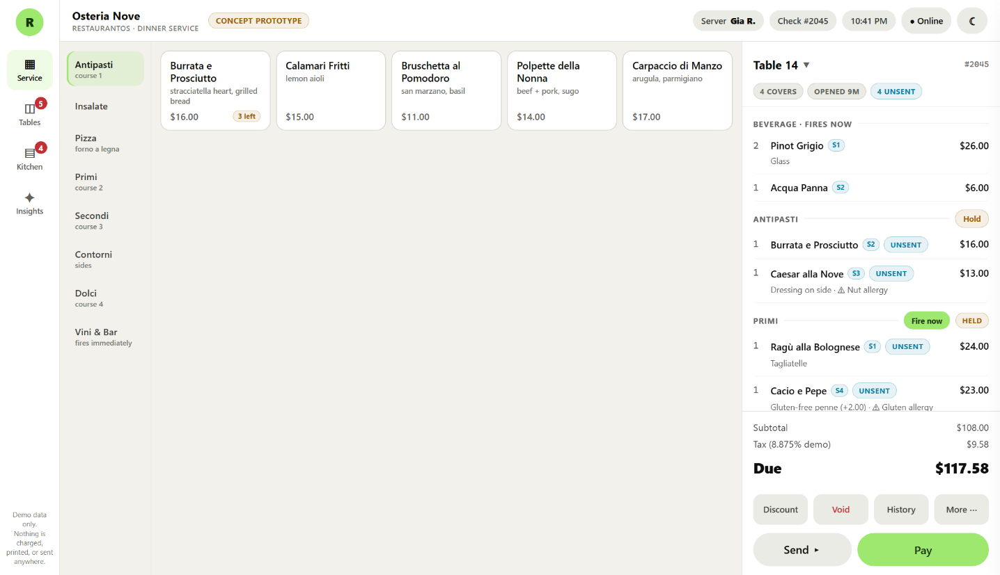 R
Osteria Nove
RESTAURANTOS · DINNER SERVICE
CONCEPT PROTOTYPE
Server Gia R.
Check #2045
10:41 PM
● Online
Service
5
Tables
4
Kitchen
Insights
Demo data
only.
Nothing is
charged,
printed, or sent
anywhere.
Antipasti
course 1
Insalate
Pizza
forno a legna
Primi
course 2
Secondi
course 3
Contorni
sides
Dolci
course 4
Vini & Bar
fires immediately
Burrata e
Prosciutto
stracciatella heart, grilled
bread
$16.00
3 left
Calamari Fritti
lemon aioli
$15.00
Bruschetta al
Pomodoro
san marzano, basil
$11.00
Polpette della
Nonna
beef + pork, sugo
$14.00
Carpaccio di Manzo
arugula, parmigiano
$17.00
Table 14 ▼
#2045
4 COVERS
OPENED 9M
4 UNSENT
BEVERAGE · FIRES NOW
2 Pinot Grigio S1 $26.00
Glass
1 Acqua Panna S2 $6.00
ANTIPASTI Hold
1 Burrata e Prosciutto S2 UNSENT $16.00
1 Caesar alla Nove S3 UNSENT $13.00
Dressing on side · ⚠ Nut allergy
PRIMI Fire now HELD
1 Ragù alla Bolognese S1 UNSENT $24.00
Tagliatelle
1 Cacio e Pepe S4 UNSENT $23.00
Gluten-free penne (+2.00) · ⚠ Gluten allergy
Subtotal $108.00
Tax (8.875% demo) $9.58
Due $117.58
Discount
Void
History
More ···
Send ▸
Pay